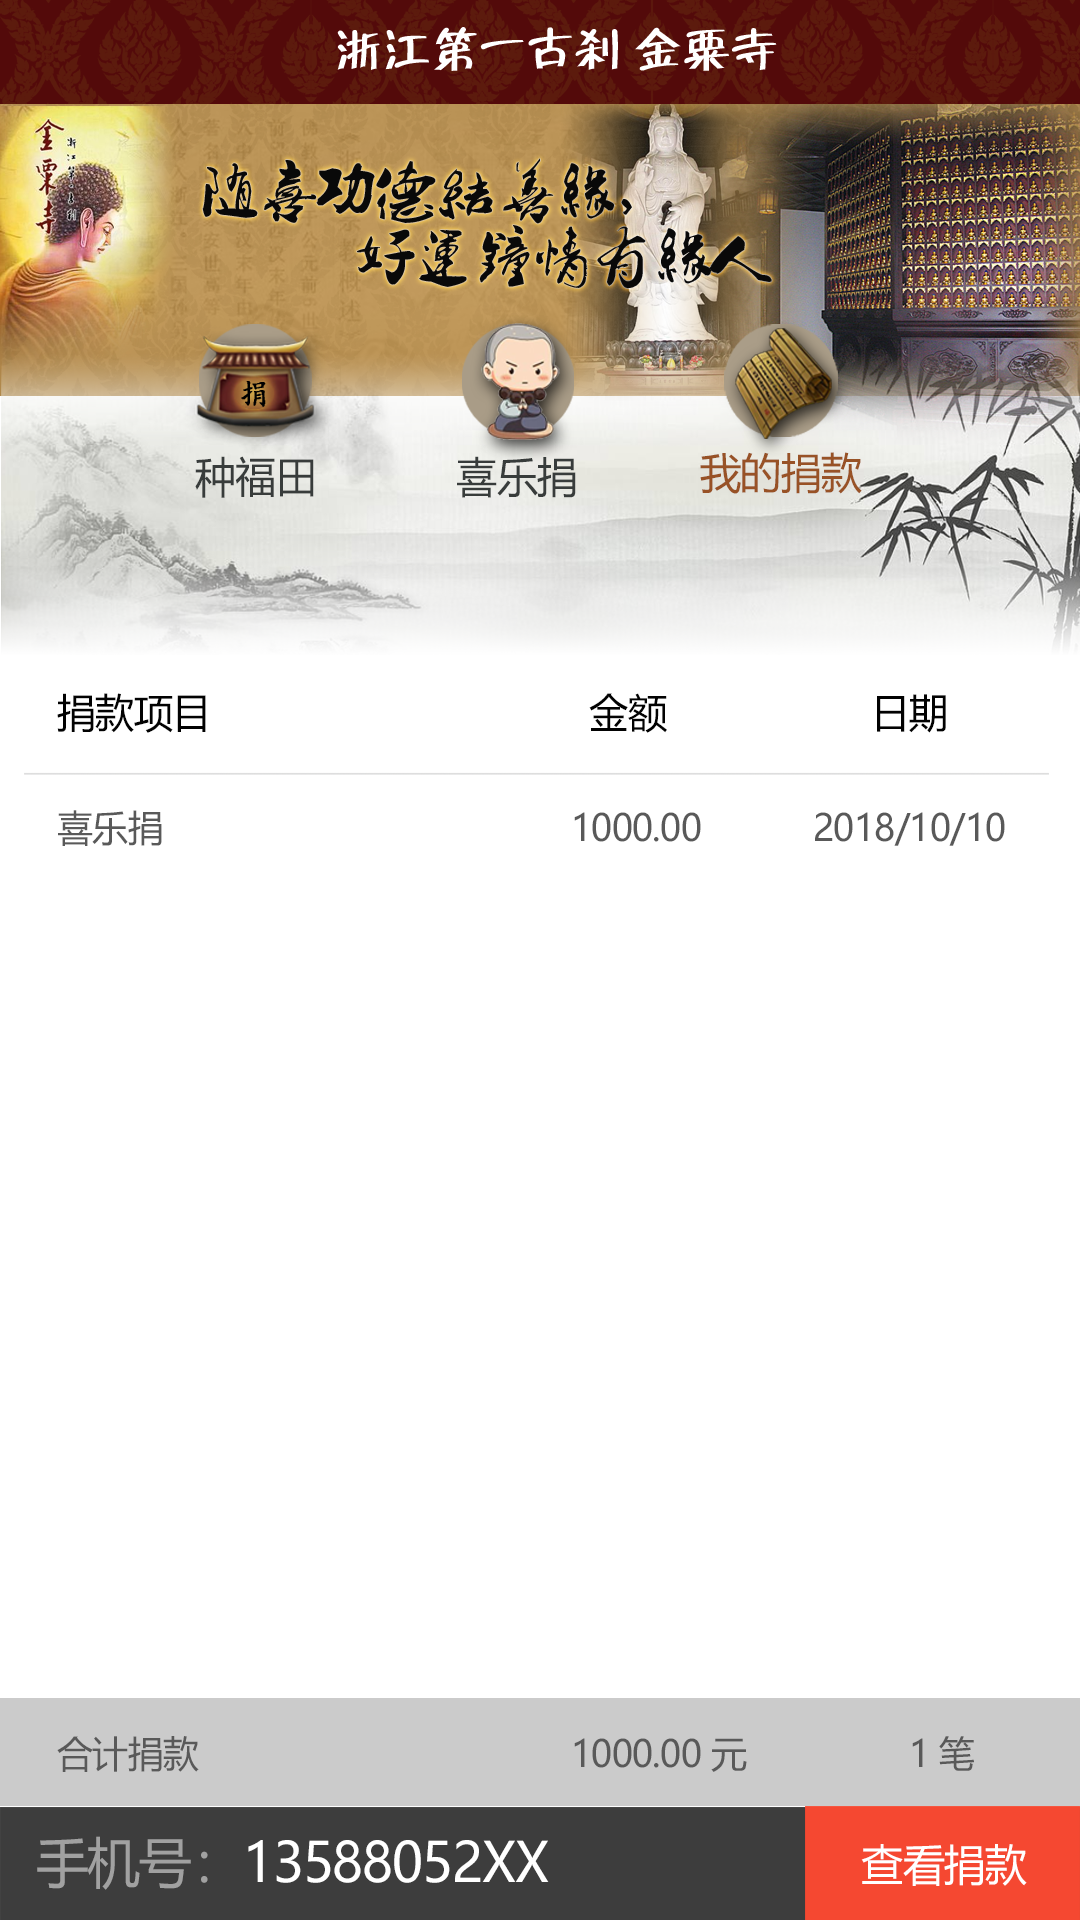 浙江第一古刹 金粟寺
金粟寺
随喜功德結善緣,
好運鐘情有緣人
捐
种福田 喜乐捐 我的捐款
捐款项目 金额 日期
喜乐捐 1000.00 2018/10/10
合计捐款 1000.00 元 1 笔
手机号： 13588052XX 查看捐款